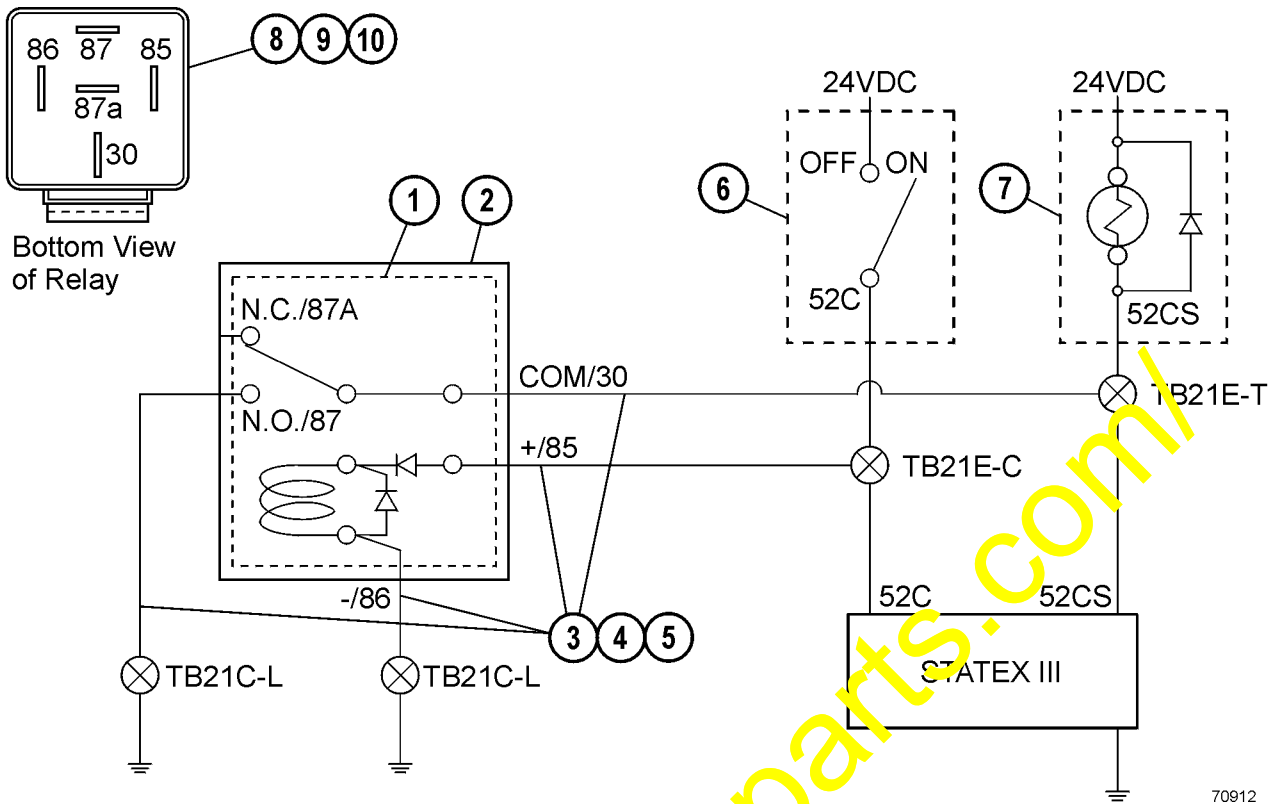 86 87 85
87a
30
Bottom View
of Relay
8 9 10
1 2
N.C./87A
N.O./87
COM/30
+/85
-/86
3 4 5
TB21C-L
TB21C-L
24VDC
OFF ON
6
52C
24VDC
7
52CS
TB21E-T
TB21E-C
52C 52CS
STATEX III
parts.com/
70912